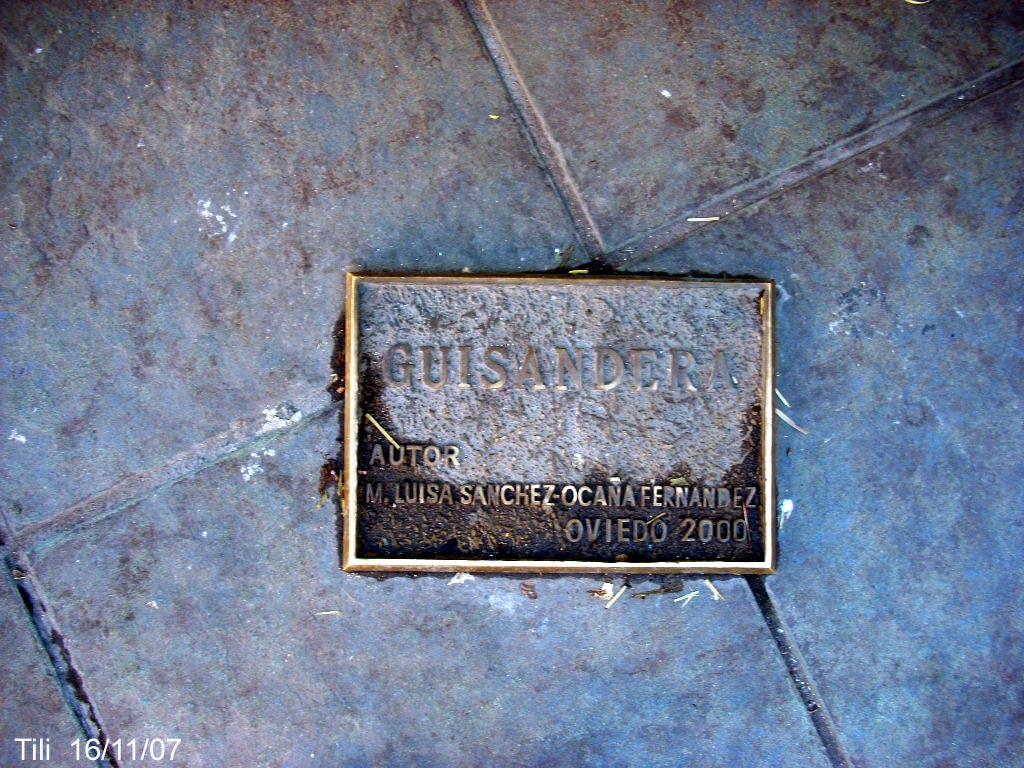 GUISANDERA
AUTOR
M. LUISA SANCHEZ-OCAÑA FERNANDEZ
OVIEDO 2000
Tili 16/11/07